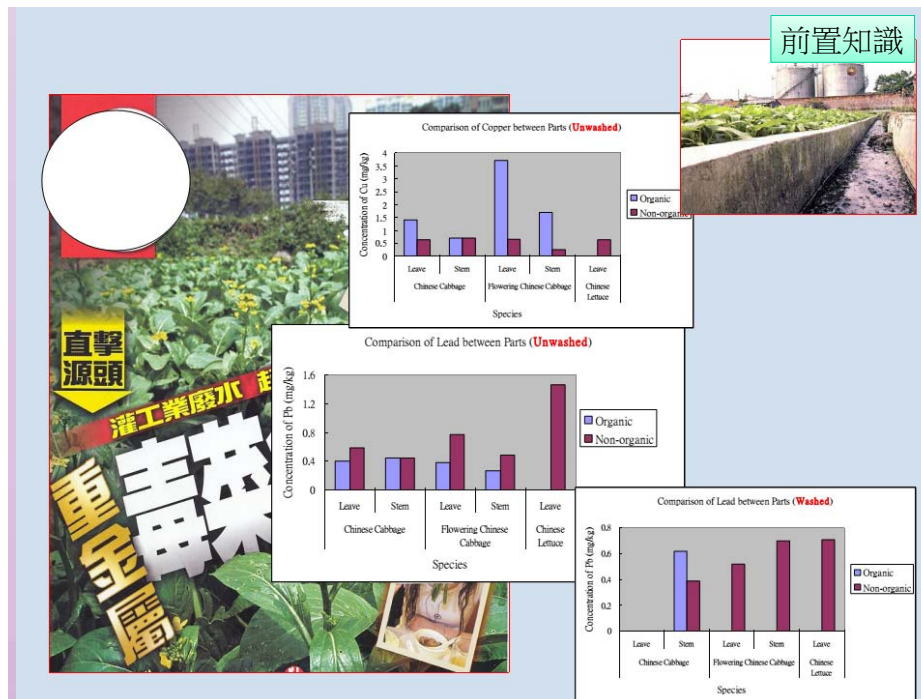 前置知識
Comparison of Copper between Parts (Unwashed)
Concentration of Cu (mg/kg)
4
3.5
3
2.5
2
1.5
1
0.5
0
Organic
Non-organic
Leave Stem Leave Stem Leave
Chinese Cabbage Flowering Chinese Cabbage Chinese
Lettuce
Species
直擊
源頭
灌工業廢水
重金屬
Comparison of Lead between Parts (Unwashed)
Concentration of Pb (mg/kg)
1.6
1.2
0.8
0.4
0
Organic
Non-organic
Leave Stem Leave Stem Leave
Chinese Cabbage Flowering Chinese Chinese
Cabbage Lettuce
Species
Comparison of Lead between Parts (Washed)
Concentration of Pb (mg/kg)
0.8
0.6
0.4
0.2
0
Organic
Non-organic
Leave Stem Leave Stem Leave
Chinese Cabbage Flowering Chinese Cabbage Chinese
Lettuce
Species